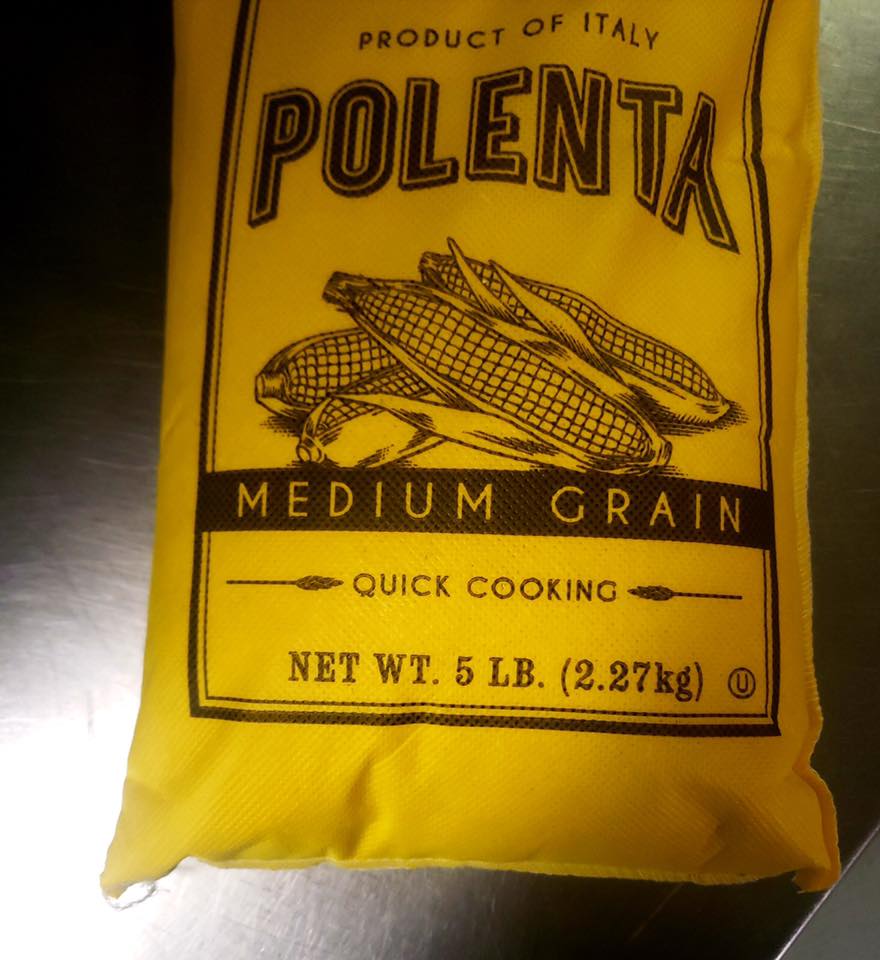 PRODUCT OF ITALY
POLENTA
MEDIUM GRAIN
QUICK COOKING
NET WT. 5 LB. (2.27kg) Ⓤ